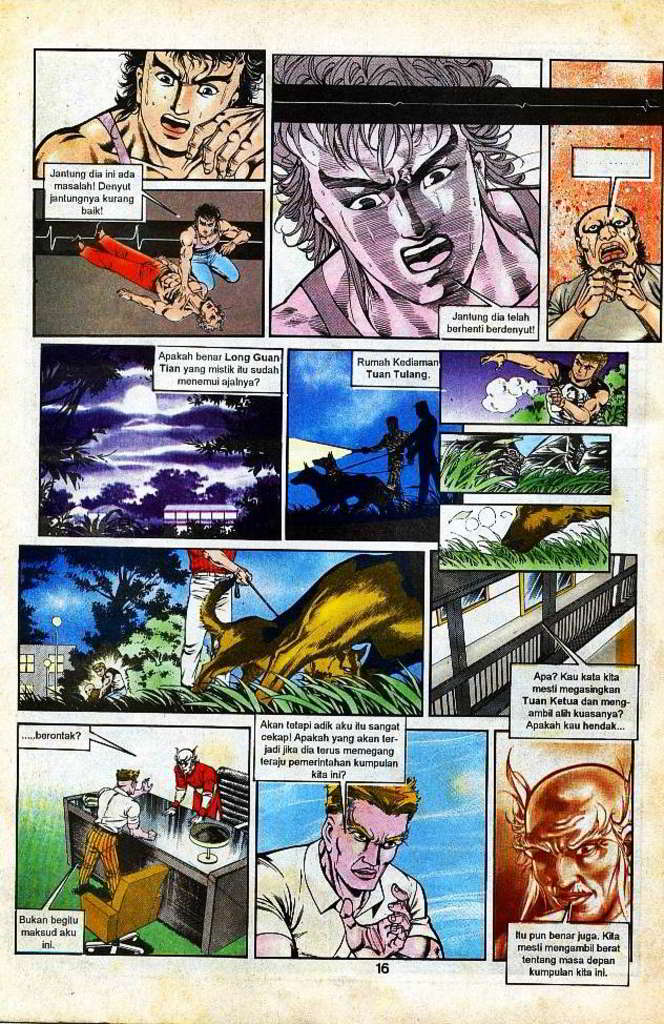 Jantung dia ini ada
masalah! Denyut
jantungnya kurang
baik!
Jantung dia telah
berhenti berdenyut!
...........
Apakah benar Long Guan
Tian yang mistik itu sudah
menemui ajalnya?
Rumah Kediaman
Tuan Tulang.
Apa? Kau kata kita
mesti megasingkan
Tuan Ketua dan meng-
ambil alih kuasanya?
Apakah kau hendak...
.....berontak?
Bukan begitu
maksud aku
ini.
Akan tetapi adik aku itu sangat
cekap! Apakah yang akan ter-
jadi jika dia terus memegang
teraju pemerintahan kumpulan
kita ini?
Itu pun benar juga. Kita
mesti mengambil berat
tentang masa depan
kumpulan kita ini.
16